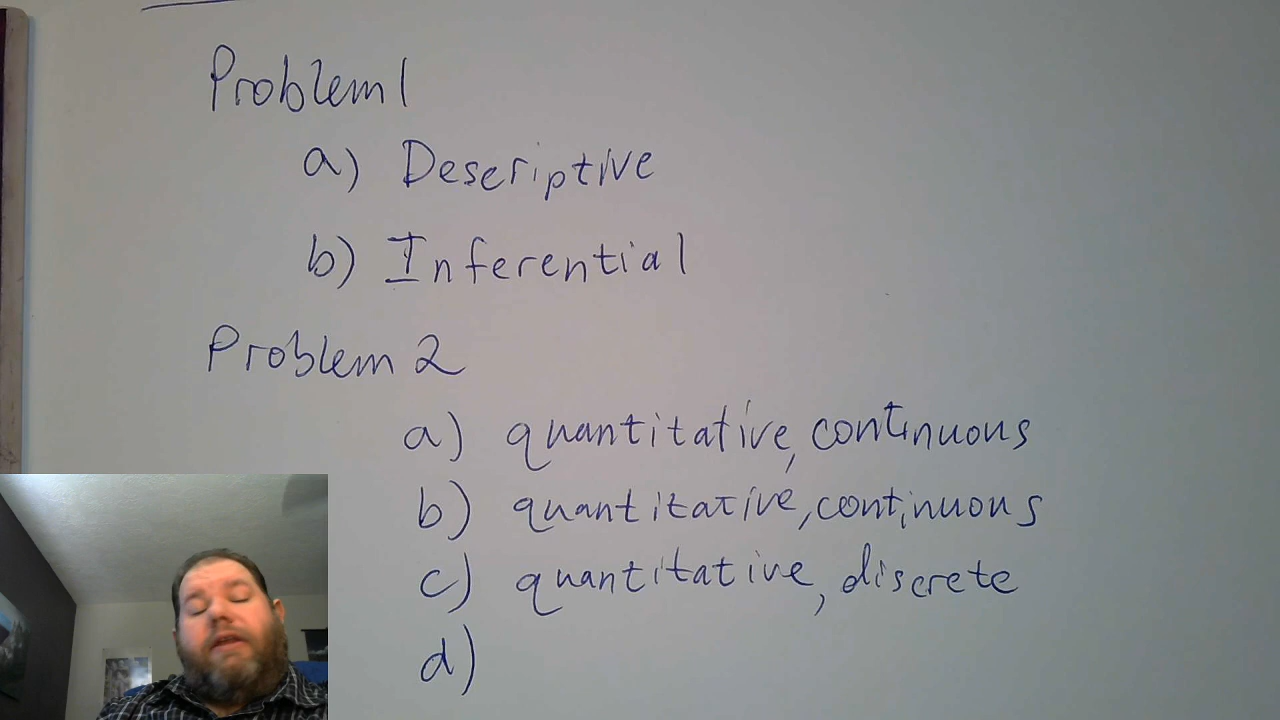 Problem 1
a) Descriptive
b) Inferential
Problem 2
a) quantitative, continuous
b) quantitative, continuous
c) quantitative, discrete
d)